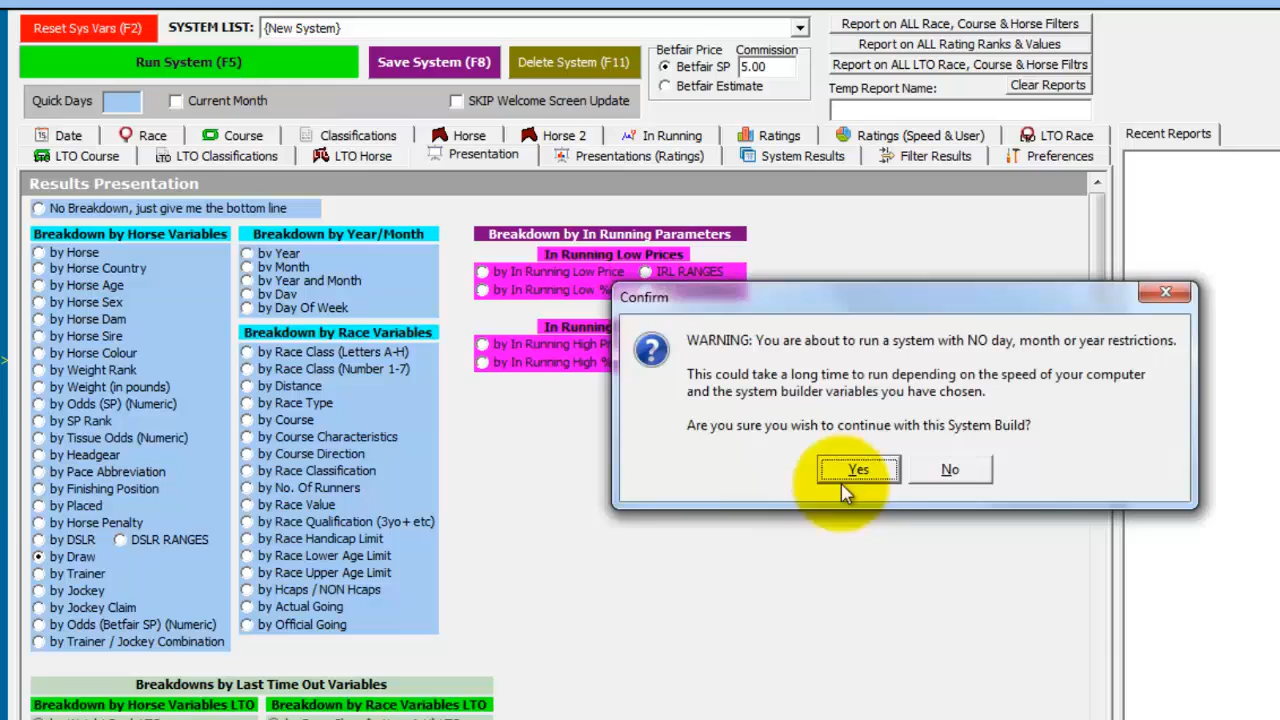 Reset Sys Vars (F2) SYSTEM LIST: {New System}
Run System (F5) Save System (F8) Delete System (F11)
Betfair Price Commission
Betfair SP 5.00
Betfair Estimate
Report on ALL Race, Course & Horse Filters
Report on ALL Rating Ranks & Values
Report on ALL LTO Race, Course & Horse Filtrs
Temp Report Name: Clear Reports
Quick Days Current Month SKIP Welcome Screen Update
Date Race Course Classifications Horse Horse 2 In Running Ratings Ratings (Speed & User) LTO Race Recent Reports
LTO Course LTO Classifications LTO Horse Presentation Presentations (Ratings) System Results Filter Results Preferences
Results Presentation
No Breakdown, just give me the bottom line
Breakdown by Horse Variables
by Horse
by Horse Country
by Horse Age
by Horse Sex
by Horse Dam
by Horse Sire
by Horse Colour
by Weight Rank
by Weight (in pounds)
by Odds (SP) (Numeric)
by SP Rank
by Tissue Odds (Numeric)
by Headgear
by Pace Abbreviation
by Finishing Position
by Placed
by Horse Penalty
by DSLR DSLR RANGES
by Draw
by Trainer
by Jockey
by Jockey Claim
by Odds (Betfair SP) (Numeric)
by Trainer / Jockey Combination
Breakdown by Year/Month
by Year
by Month
by Year and Month
by Day
by Day Of Week
Breakdown by Race Variables
by Race Class (Letters A-H)
by Race Class (Number 1-7)
by Distance
by Race Type
by Course
by Course Characteristics
by Course Direction
by Race Classification
by No. Of Runners
by Race Value
by Race Qualification (3yo+ etc)
by Race Handicap Limit
by Race Lower Age Limit
by Race Upper Age Limit
by Hcaps / NON Hcaps
by Actual Going
by Official Going
Breakdown by In Running Parameters
In Running Low Prices
by In Running Low Price IRL RANGES
by In Running Low %
In Running
by In Running High
by In Running High %
Confirm
WARNING: You are about to run a system with NO day, month or year restrictions.
This could take a long time to run depending on the speed of your computer
and the system builder variables you have chosen.
Are you sure you wish to continue with this System Build?
Yes No
Breakdowns by Last Time Out Variables
Breakdown by Horse Variables LTO Breakdown by Race Variables LTO